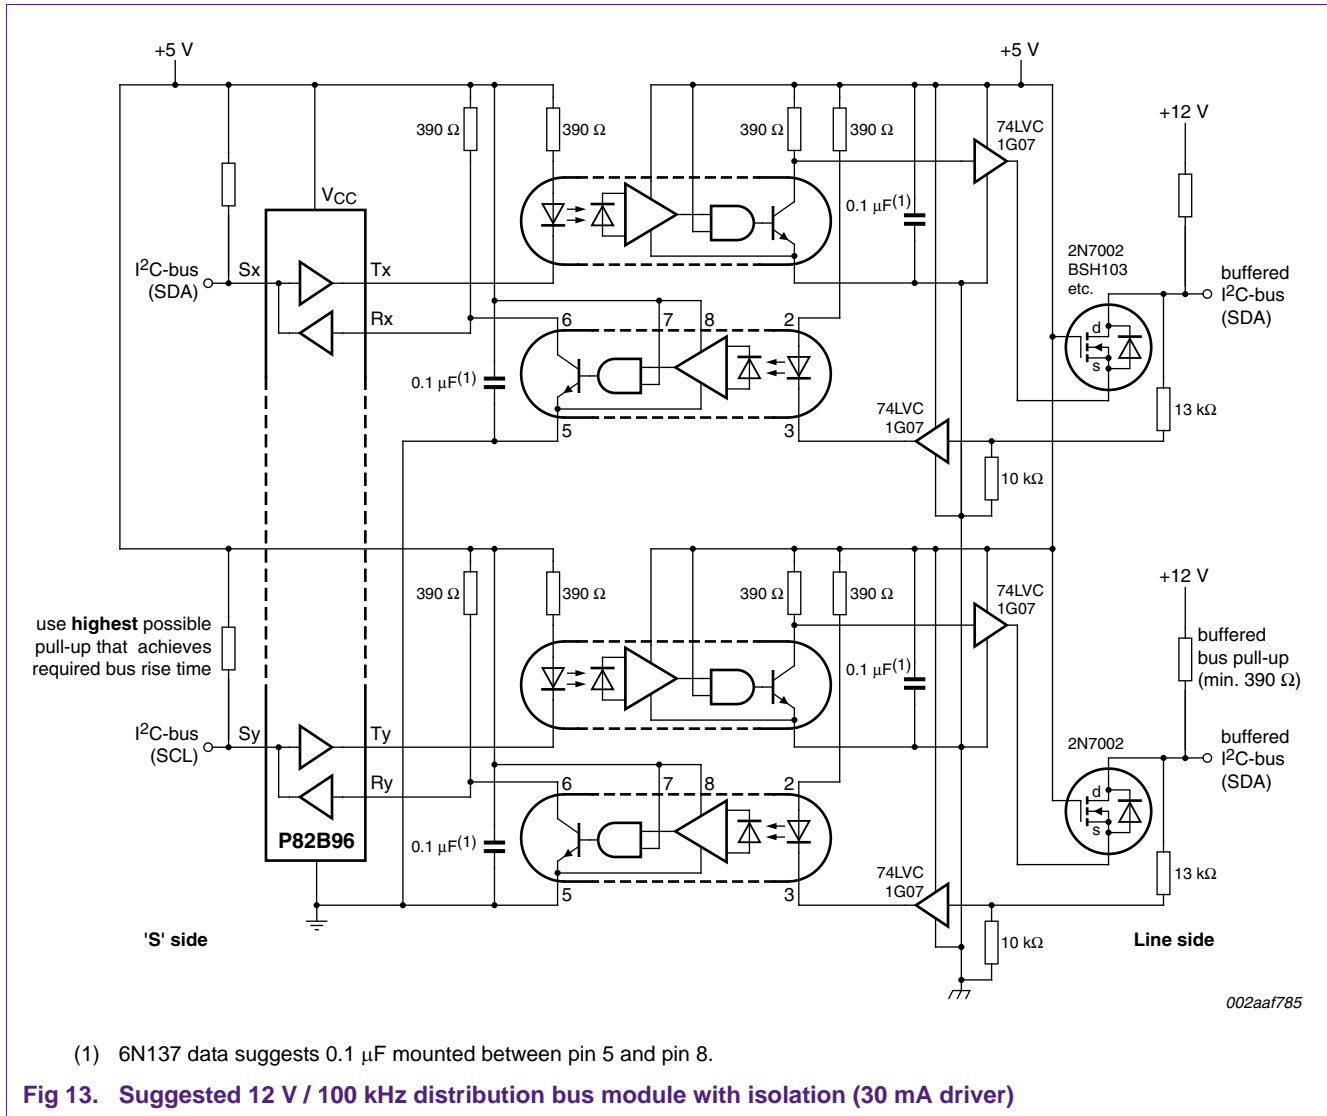 +5 V
+5 V
+12 V
390 Ω
390 Ω
390 Ω
390 Ω
74LVC
1G07
VCC
0.1 μF(1)
2N7002
BSH103
etc.
I2C-bus
(SDA)
Sx
Tx
Rx
buffered
I2C-bus
(SDA)
d
s
6
7
8
2
0.1 μF(1)
5
3
74LVC
1G07
13 kΩ
10 kΩ
+12 V
390 Ω
390 Ω
390 Ω
390 Ω
74LVC
1G07
use highest possible
pull-up that achieves
required bus rise time
buffered
bus pull-up
(min. 390 Ω)
0.1 μF(1)
I2C-bus
(SCL)
Sy
Ty
Ry
2N7002
buffered
I2C-bus
(SDA)
d
s
6
7
8
2
P82B96
0.1 μF(1)
5
3
74LVC
1G07
13 kΩ
10 kΩ
'S' side
Line side
002aaf785
(1) 6N137 data suggests 0.1 μF mounted between pin 5 and pin 8.
Fig 13. Suggested 12 V / 100 kHz distribution bus module with isolation (30 mA driver)